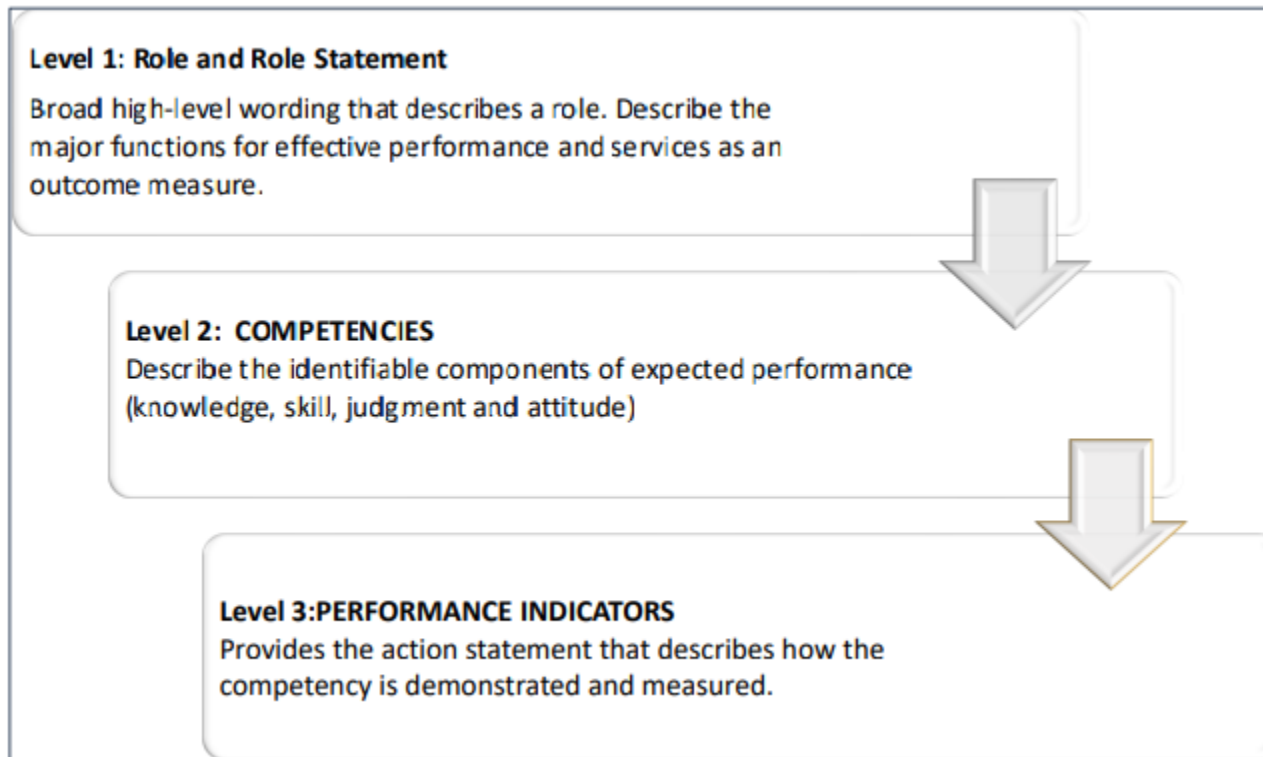 Level 1: Role and Role Statement
Broad high-level wording that describes a role. Describe the
major functions for effective performance and services as an
outcome measure.
Level 2:  COMPETENCIES
Describe the identifiable components of expected performance
(knowledge, skill, judgment and attitude)
Level 3:PERFORMANCE INDICATORS
Provides the action statement that describes how the
competency is demonstrated and measured.